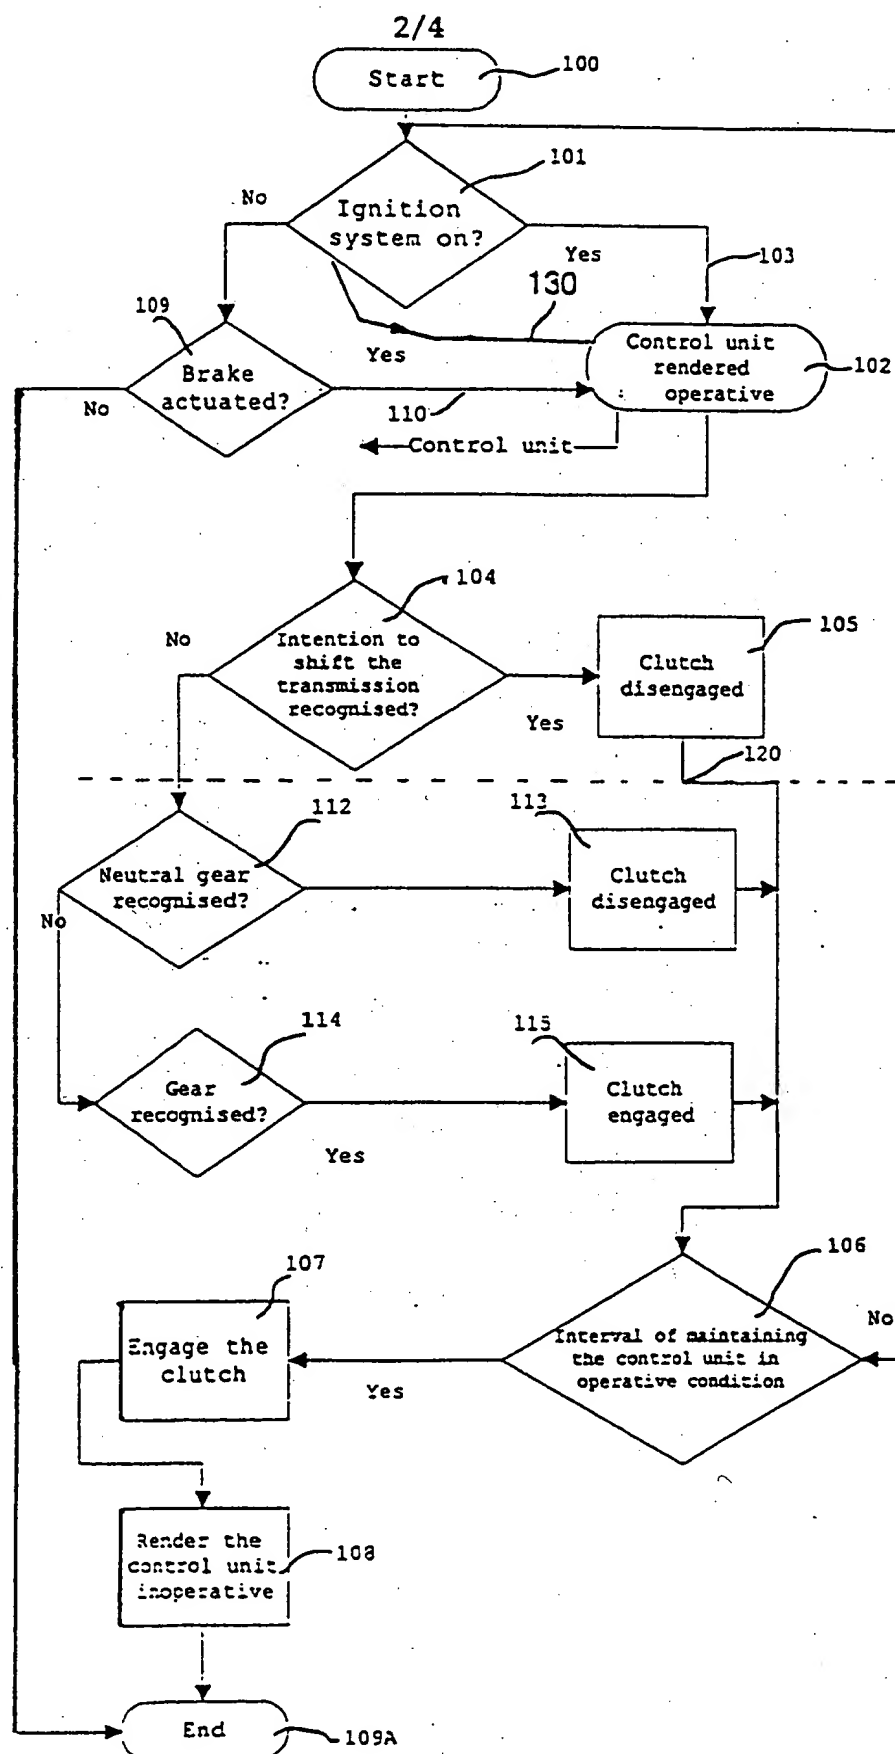 2/4
Start
100
101
No
Ignition
system on?
Yes
103
130
109
Yes
Control unit
rendered
operative
102
Brake
actuated?
No
110
Control unit
104
No
Intention to
shift the
transmission
recognised?
105
Clutch
disengaged
Yes
120
112
113
Neutral gear
recognised?
Clutch
disengaged
No
114
115
Gear
recognised?
Clutch
engaged
Yes
106
107
No
Interval of maintaining
the control unit in
operative condition
Engage the
clutch
Yes
Render the
control unit
inoperative
108
End
109A